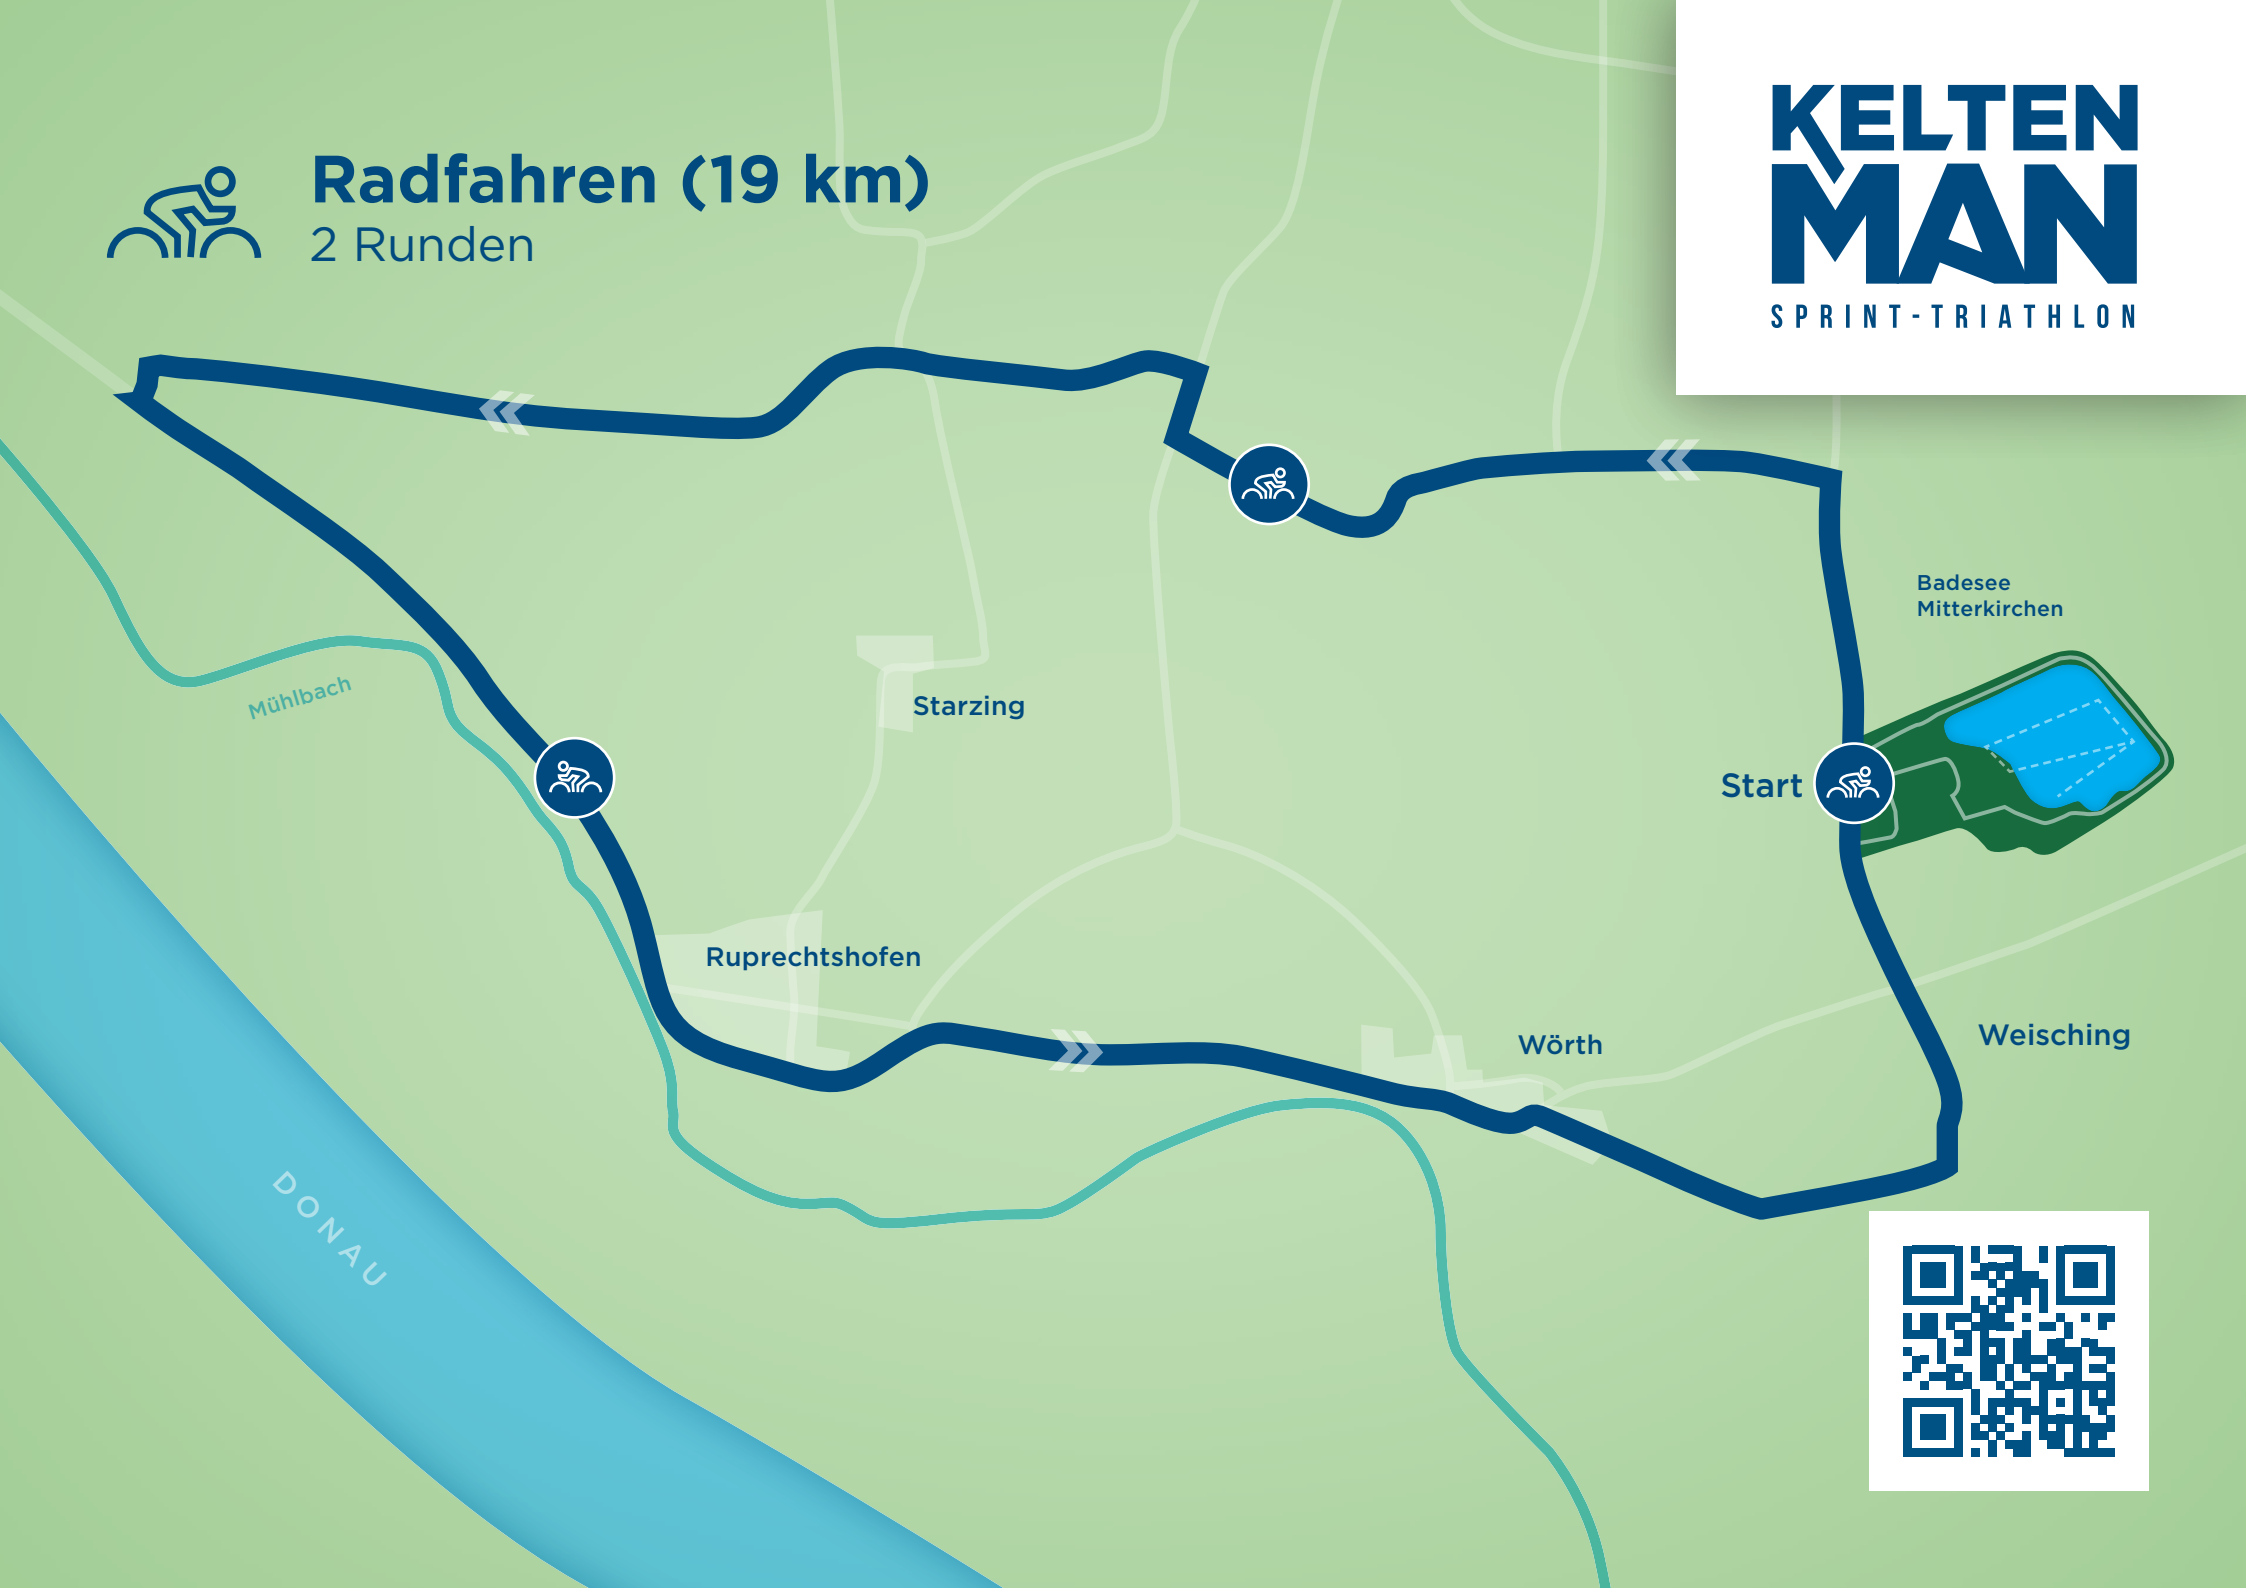 Radfahren (19 km)
2 Runden
KELTEN
MAN
SPRINT-TRIATHLON
Badesee
Mitterkirchen
Mühlbach
Starzing
Start
Ruprechtshofen
Wörth
Weisching
DONAU